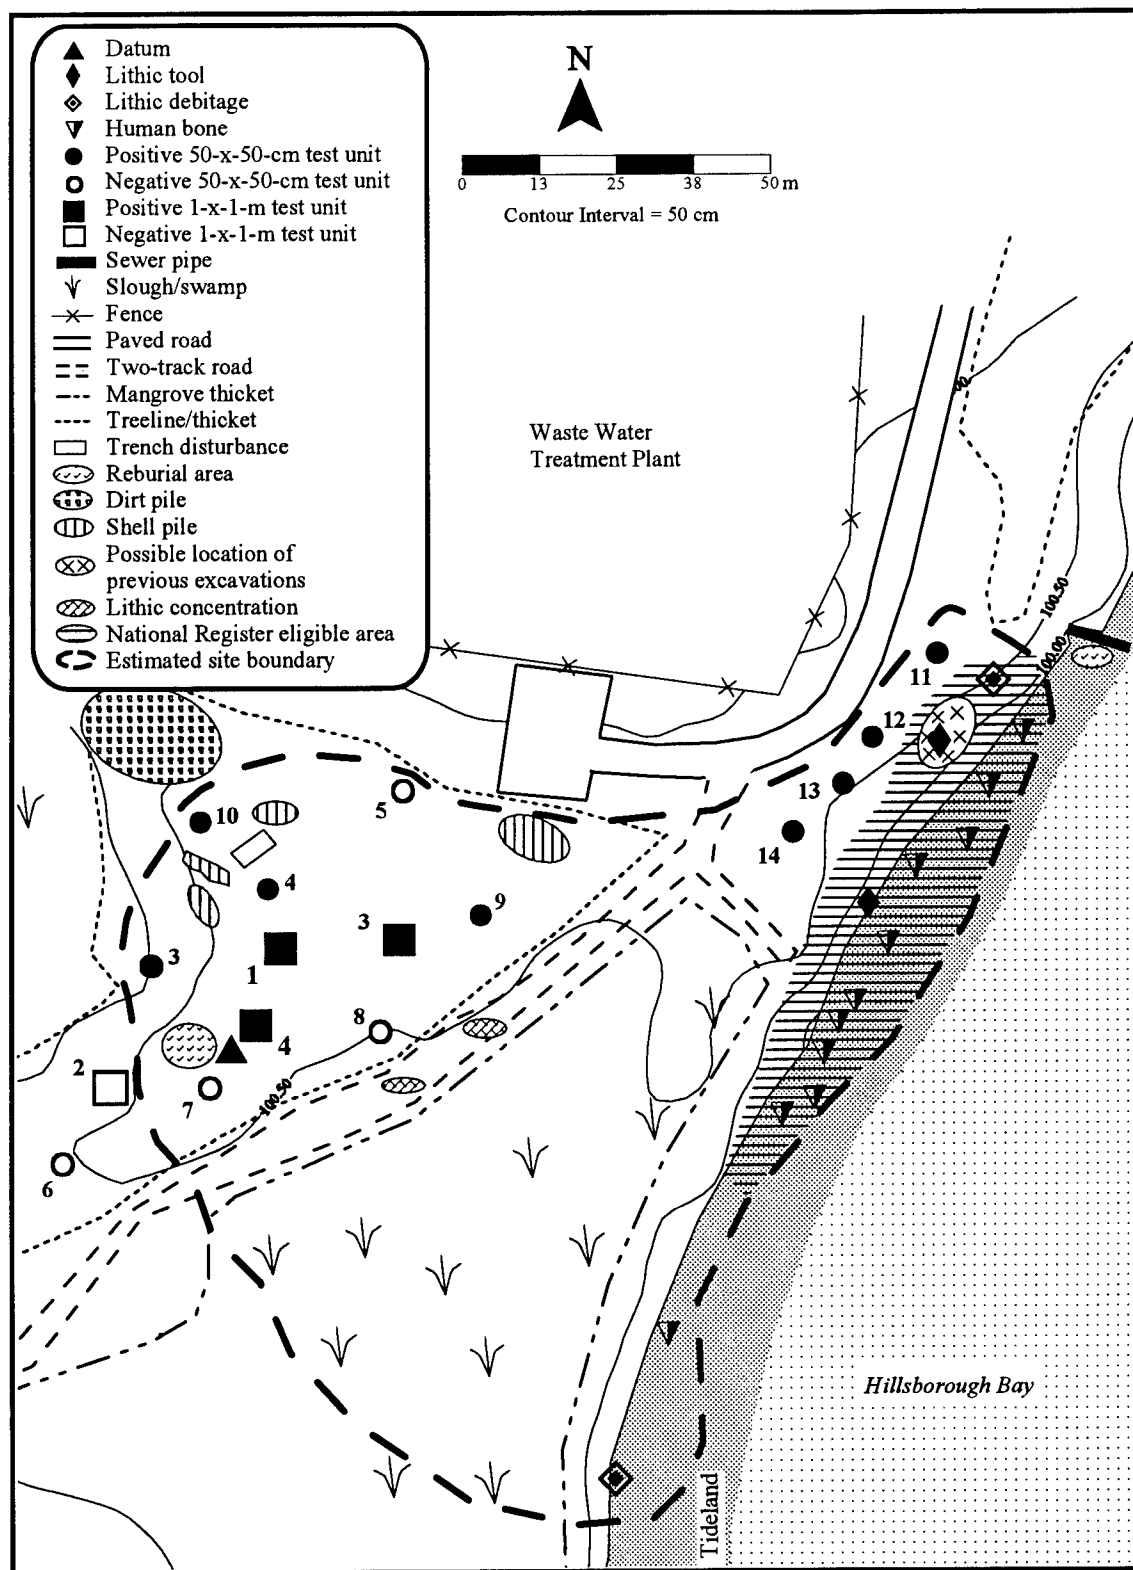 Datum
Lithic tool
Lithic debitage
Human bone
Positive 50-x-50-cm test unit
Negative 50-x-50-cm test unit
Positive 1-x-1-m test unit
Negative 1-x-1-m test unit
Sewer pipe
Slough/swamp
Fence
Paved road
Two-track road
Mangrove thicket
Treeline/thicket
Trench disturbance
Reburial area
Dirt pile
Shell pile
Possible location of
previous excavations
Lithic concentration
National Register eligible area
Estimated site boundary
N
0 13 25 38 50 m
Contour Interval = 50 cm
Waste Water
Treatment Plant
100.50
100.00
11
12
13
14
5
10
4
9
3
3
1
8
4
2
7
100.50
6
Hillsborough Bay
Tideland